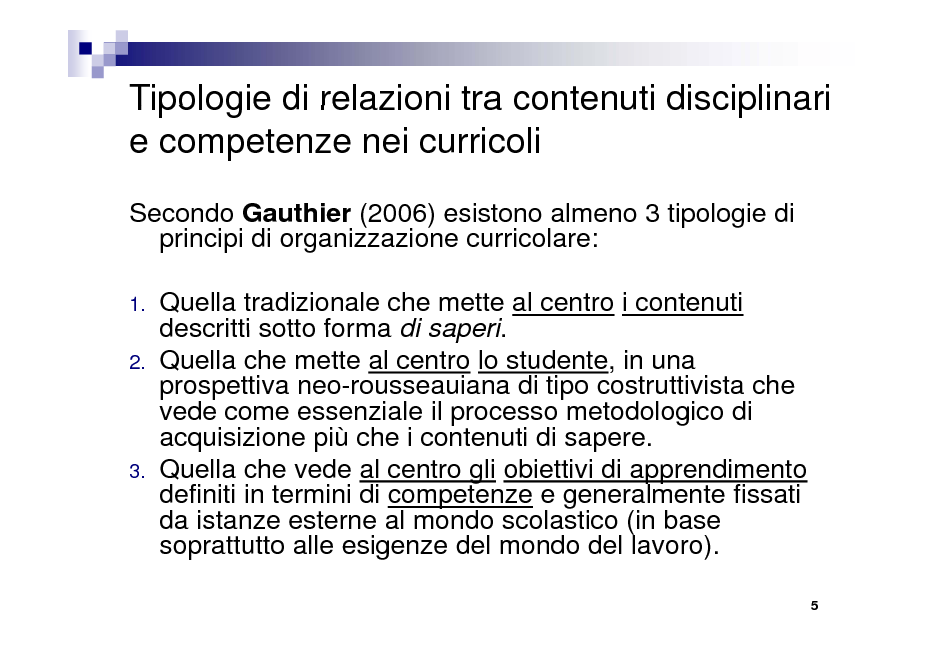 Tipologie di relazioni tra contenuti disciplinari
e competenze nei curricoli
Secondo Gauthier (2006) esistono almeno 3 tipologie di
principi di organizzazione curricolare:
1. Quella tradizionale che mette al centro i contenuti
descritti sotto forma di saperi.
2. Quella che mette al centro lo studente, in una
prospettiva neo-rousseauiana di tipo costruttivista che
vede come essenziale il processo metodologico di
acquisizione più che i contenuti di sapere.
3. Quella che vede al centro gli obiettivi di apprendimento
definiti in termini di competenze e generalmente fissati
da istanze esterne al mondo scolastico (in base
soprattutto alle esigenze del mondo del lavoro).
5